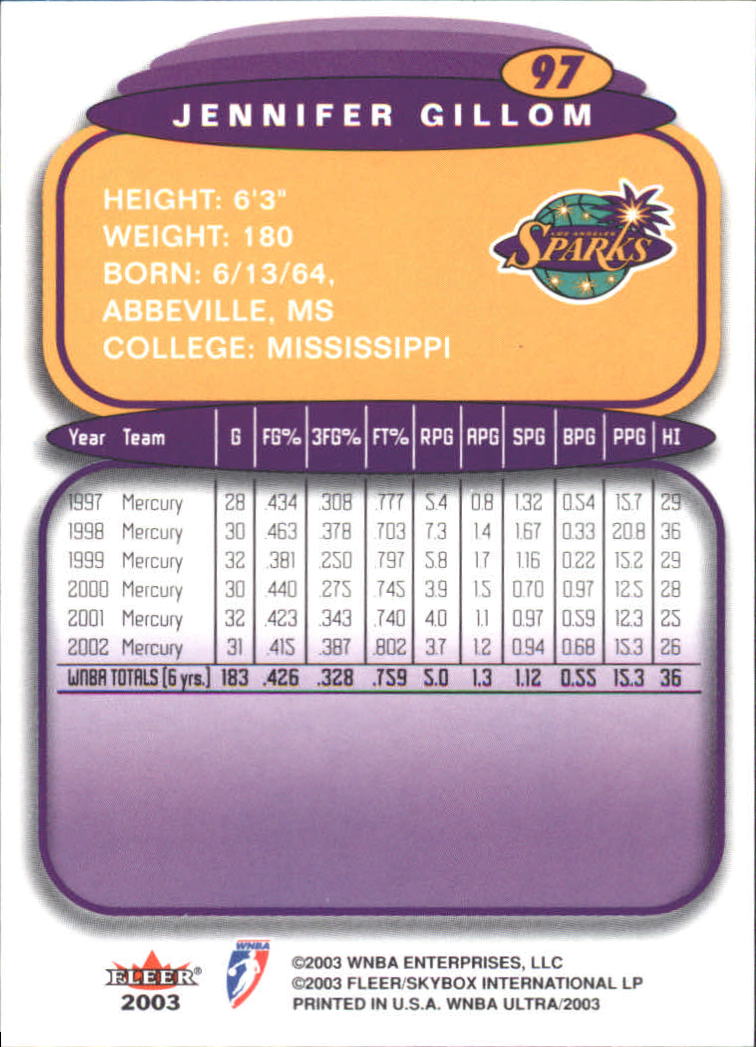 97
JENNIFER GILLOM
HEIGHT: 6'3"
WEIGHT: 180
BORN: 6/13/64,
ABBEVILLE, MS
COLLEGE: MISSISSIPPI
LOS ANGELES
SPARKS
Year Team G FG% 3FG% FT% RPG APG SPG BPG PPG HI
1997 Mercury 28 .434 .308 .777 5.4 0.8 1.32 0.54 15.7 29
1998 Mercury 30 .463 .378 .703 7.3 1.4 1.67 0.33 20.8 36
1999 Mercury 32 .381 .250 .797 5.8 1.7 1.16 0.22 15.2 29
2000 Mercury 30 .440 .275 .745 3.9 1.5 0.70 0.97 12.5 28
2001 Mercury 32 .423 .343 .740 4.0 1.1 0.97 0.59 12.3 25
2002 Mercury 31 .415 .387 .802 3.7 1.2 0.94 0.68 15.3 26
WNBA TOTALS (6 yrs.) 183 .426 .328 .759 5.0 1.3 1.12 0.55 15.3 36
FLEER®
2003
WNBA
©2003 WNBA ENTERPRISES, LLC
©2003 FLEER/SKYBOX INTERNATIONAL LP
PRINTED IN U.S.A. WNBA ULTRA/2003